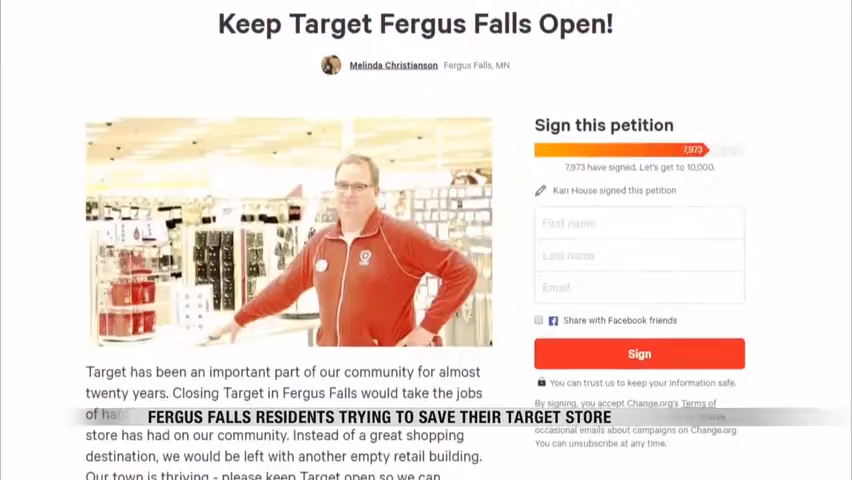 Keep Target Fergus Falls Open!
Melinda Christianson Fergus Falls, MN
Sign this petition
7,973
7,973 have signed. Let's get to 10,000.
Kari House signed this petition
First name
Last name
Email
Share with Facebook friends
Sign
You can trust us to keep your information safe.
By signing, you accept Change.org's Terms of
occasional emails about campaigns on Change.org.
You can unsubscribe at any time.
Target has been an important part of our community for almost
twenty years. Closing Target in Fergus Falls would take the jobs
of
FERGUS FALLS RESIDENTS TRYING TO SAVE THEIR TARGET STORE
store has had on our community. Instead of a great shopping
destination, we would be left with another empty retail building.
Our town is thriving - please keep Target open so we can